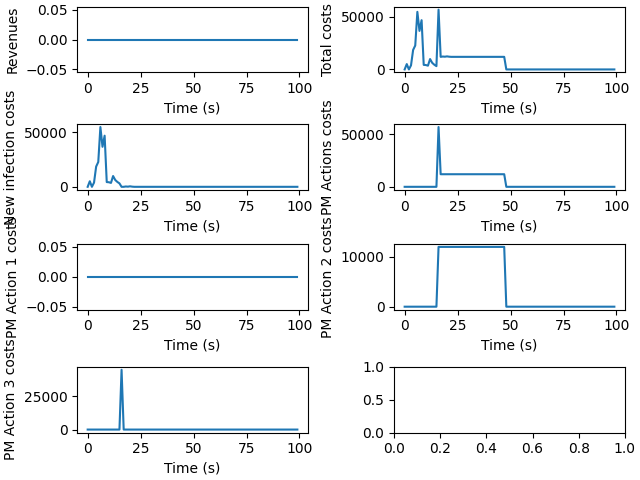 Revenues
0.05
0.00
−0.05
0 25 50 75 100
Time (s)
Total costs
50000
0
0 25 50 75 100
Time (s)
New infection costs
50000
0
0 25 50 75 100
Time (s)
PM Actions costs
50000
0
0 25 50 75 100
Time (s)
PM Action 1 costs
0.05
0.00
−0.05
0 25 50 75 100
Time (s)
PM Action 2 costs
10000
0
0 25 50 75 100
Time (s)
PM Action 3 costs
25000
0
0 25 50 75 100
Time (s)
1.0
0.5
0.0
0.0 0.2 0.4 0.6 0.8 1.0